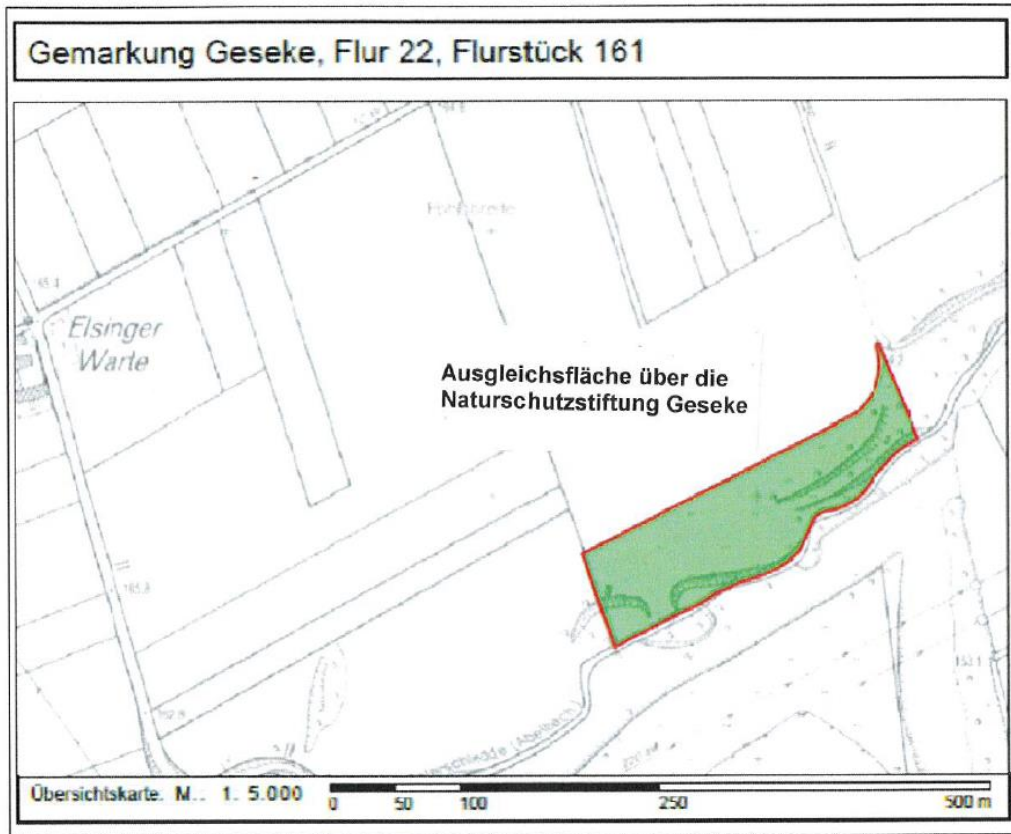 Gemarkung Geseke, Flur 22, Flurstück 161
Elsinger
Warte
Ausgleichsfläche über die
Naturschutzstiftung Geseke
(Abelbach)
Übersichtskarte. M.. 1. 5.000
0 50 100 250 500 m